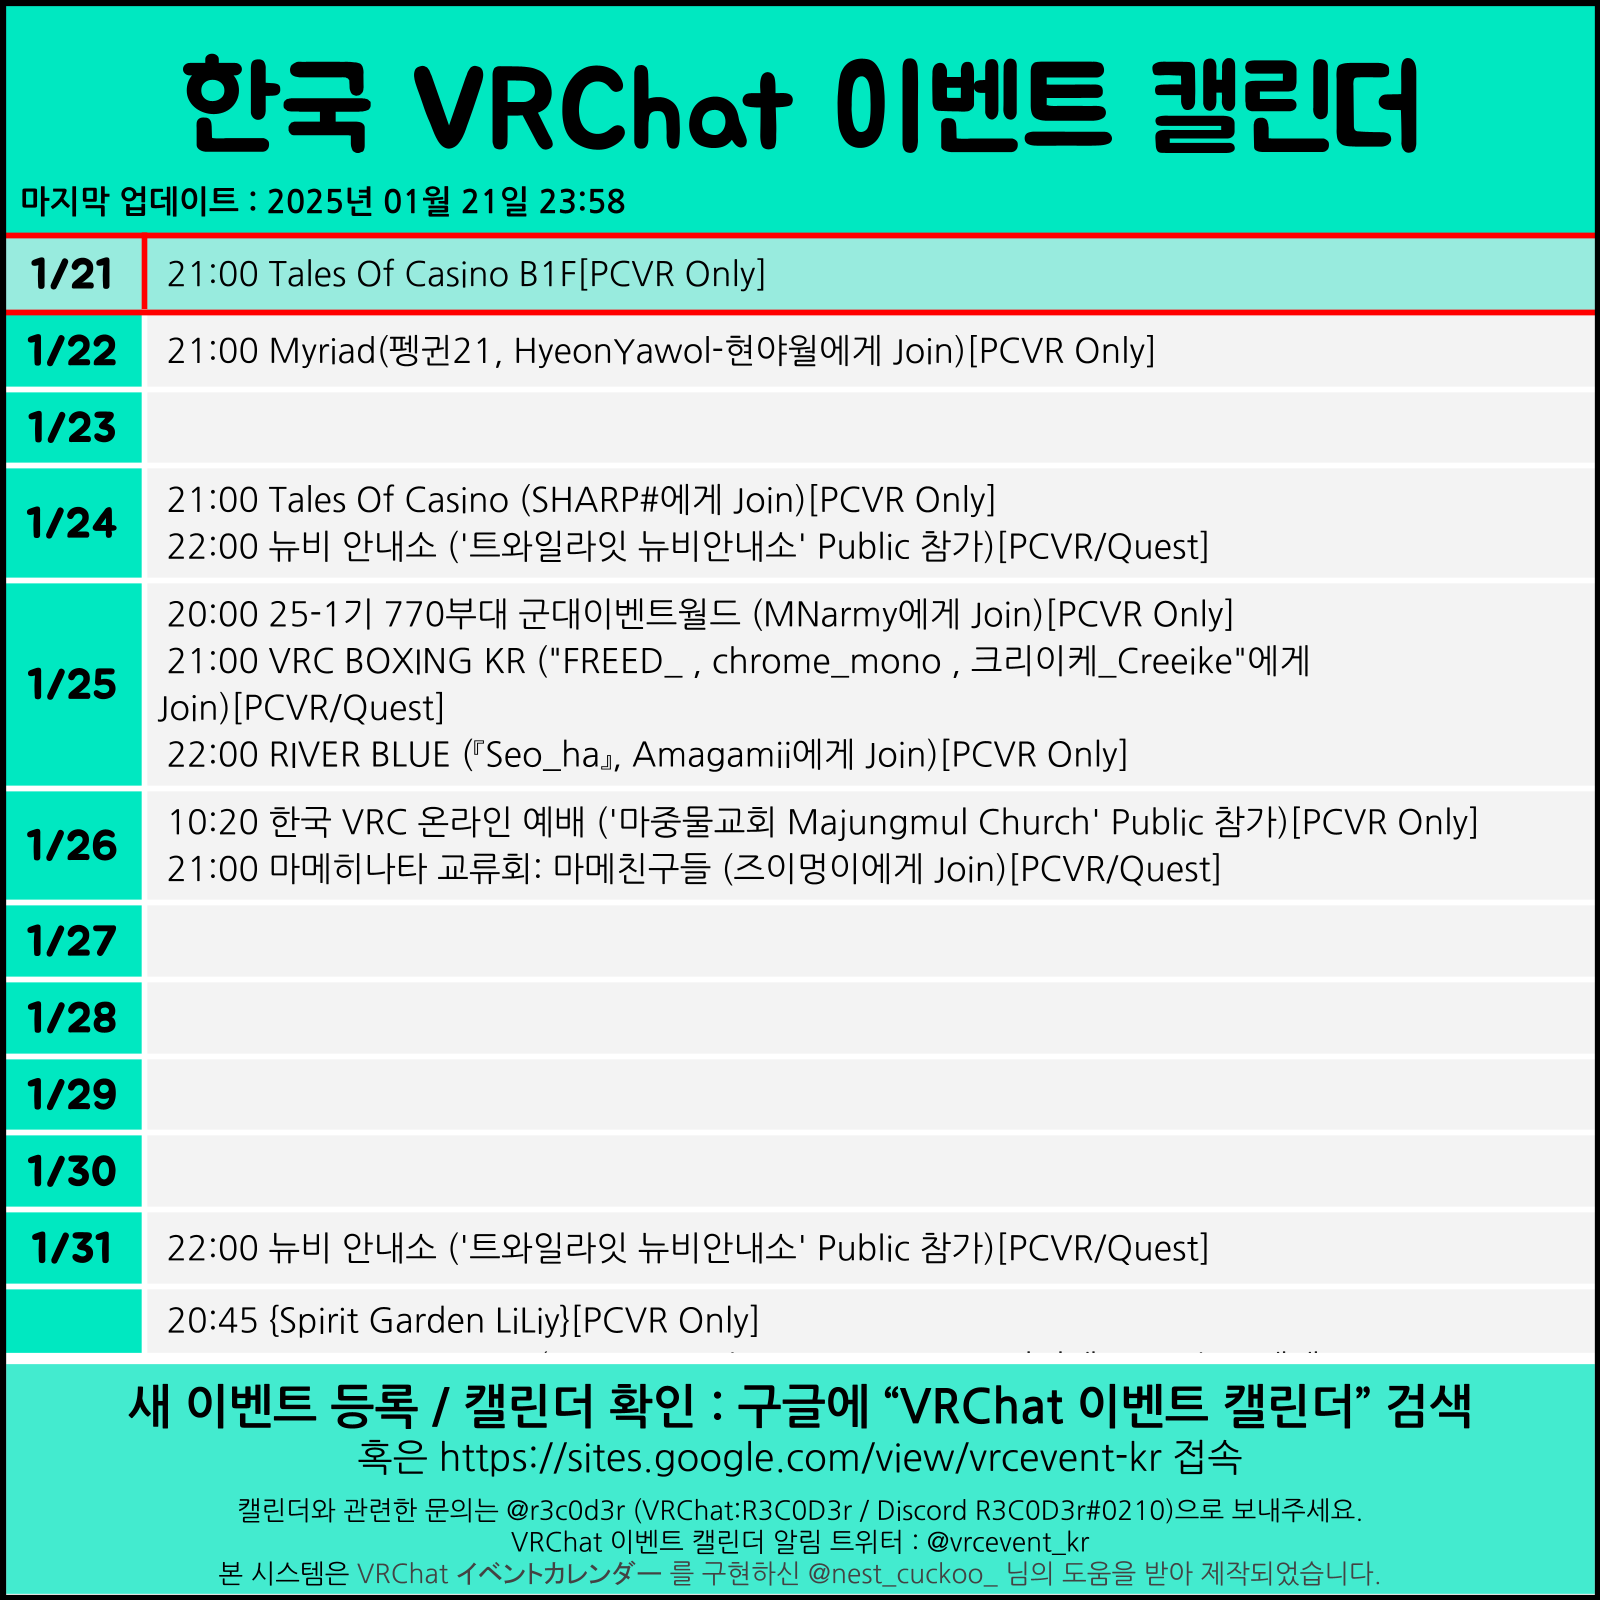 한국 VRChat 이벤트 캘린더
마지막 업데이트 : 2025년 01월 21일 23:58
1/21 21:00 Tales Of Casino B1F[PCVR Only]
1/22 21:00 Myriad(펭귄21, HyeonYawol-현야월에게 Join)[PCVR Only]
1/23
1/24 21:00 Tales Of Casino (SHARP#에게 Join)[PCVR Only]
22:00 뉴비 안내소 ('트와일라잇 뉴비안내소' Public 참가)[PCVR/Quest]
1/25 20:00 25-1기 770부대 군대이벤트월드 (MNarmy에게 Join)[PCVR Only]
21:00 VRC BOXING KR ("FREED_ , chrome_mono , 크리이케_Creeike"에게
Join)[PCVR/Quest]
22:00 RIVER BLUE (『Seo_ha』, Amagamii에게 Join)[PCVR Only]
1/26 10:20 한국 VRC 온라인 예배 ('마중물교회 Majungmul Church' Public 참가)[PCVR Only]
21:00 마메히나타 교류회: 마메친구들 (즈이멍이에게 Join)[PCVR/Quest]
1/27
1/28
1/29
1/30
1/31 22:00 뉴비 안내소 ('트와일라잇 뉴비안내소' Public 참가)[PCVR/Quest]
20:45 {Spirit Garden LiLiy}[PCVR Only]
새 이벤트 등록 / 캘린더 확인 : 구글에 “VRChat 이벤트 캘린더” 검색
혹은 https://sites.google.com/view/vrcevent-kr 접속
캘린더와 관련한 문의는 @r3c0d3r (VRChat:R3C0D3r / Discord R3C0D3r#0210)으로 보내주세요.
VRChat 이벤트 캘린더 알림 트위터 : @vrcevent_kr
본 시스템은 VRChat イベントカレンダー 를 구현하신 @nest_cuckoo_ 님의 도움을 받아 제작되었습니다.